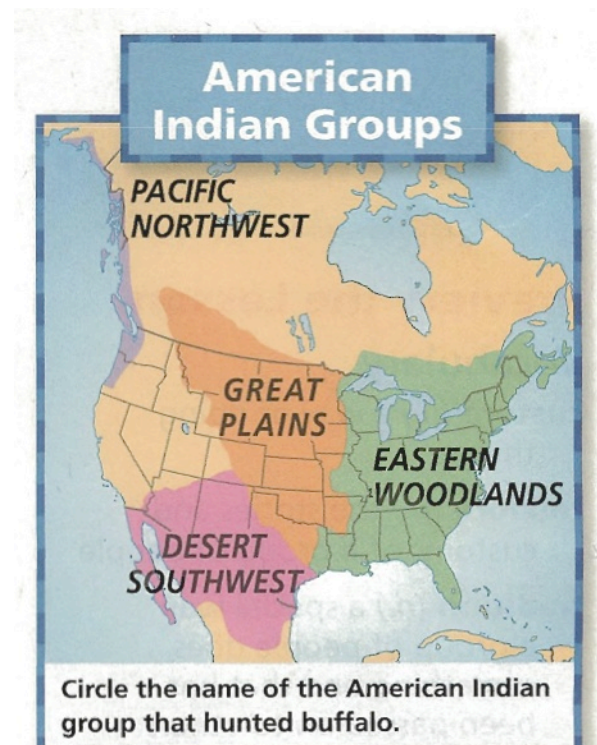 American
Indian Groups
PACIFIC
NORTHWEST
GREAT
PLAINS
EASTERN
WOODLANDS
DESERT
SOUTHWEST
Circle the name of the American Indian
group that hunted buffalo.